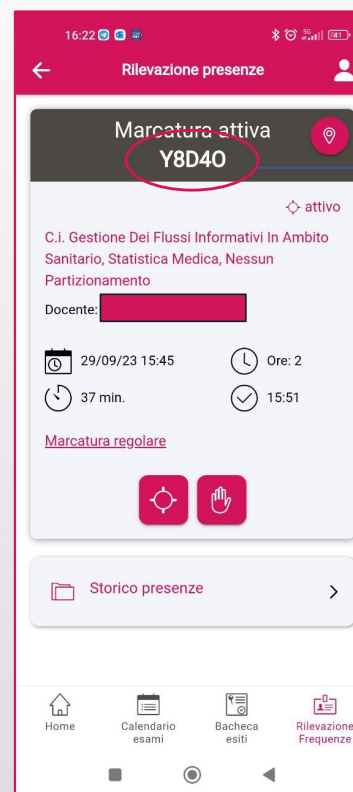 16:22
5G
41
Rilevazione presenze
Marcatura attiva
Y8D4O
attivo
C.i. Gestione Dei Flussi Informativi In Ambito
Sanitario, Statistica Medica, Nessun
Partizionamento
Docente:
29/09/23 15:45
Ore: 2
37 min.
15:51
Marcatura regolare
Storico presenze
Home
Calendario
esami
Bacheca
esiti
Rilevazione
Frequenze